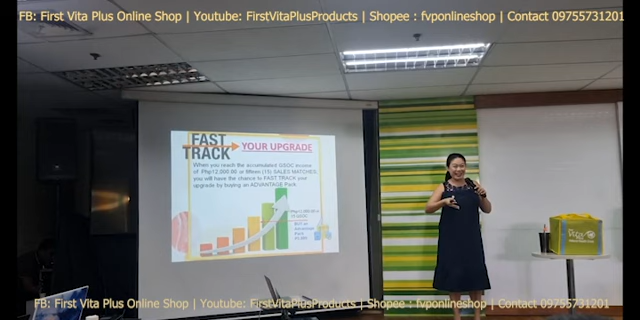 FB: First Vita Plus Online Shop | Youtube: FirstVitaPlusProducts | Shopee : fvponlineshop | Contact 09755731201
FAST
TRACK
YOUR UPGRADE
When you reach the accumulated GSOC income
of Php12,000.00 or fifteen (15) SALES MATCHES,
you will have the chance to FAST TRACK your
upgrade by buying an ADVANTAGE Pack
FB: First Vita Plus Online Shop | Youtube: FirstVitaPlusProducts | Shopee : fvponlineshop | Contact 09755731201